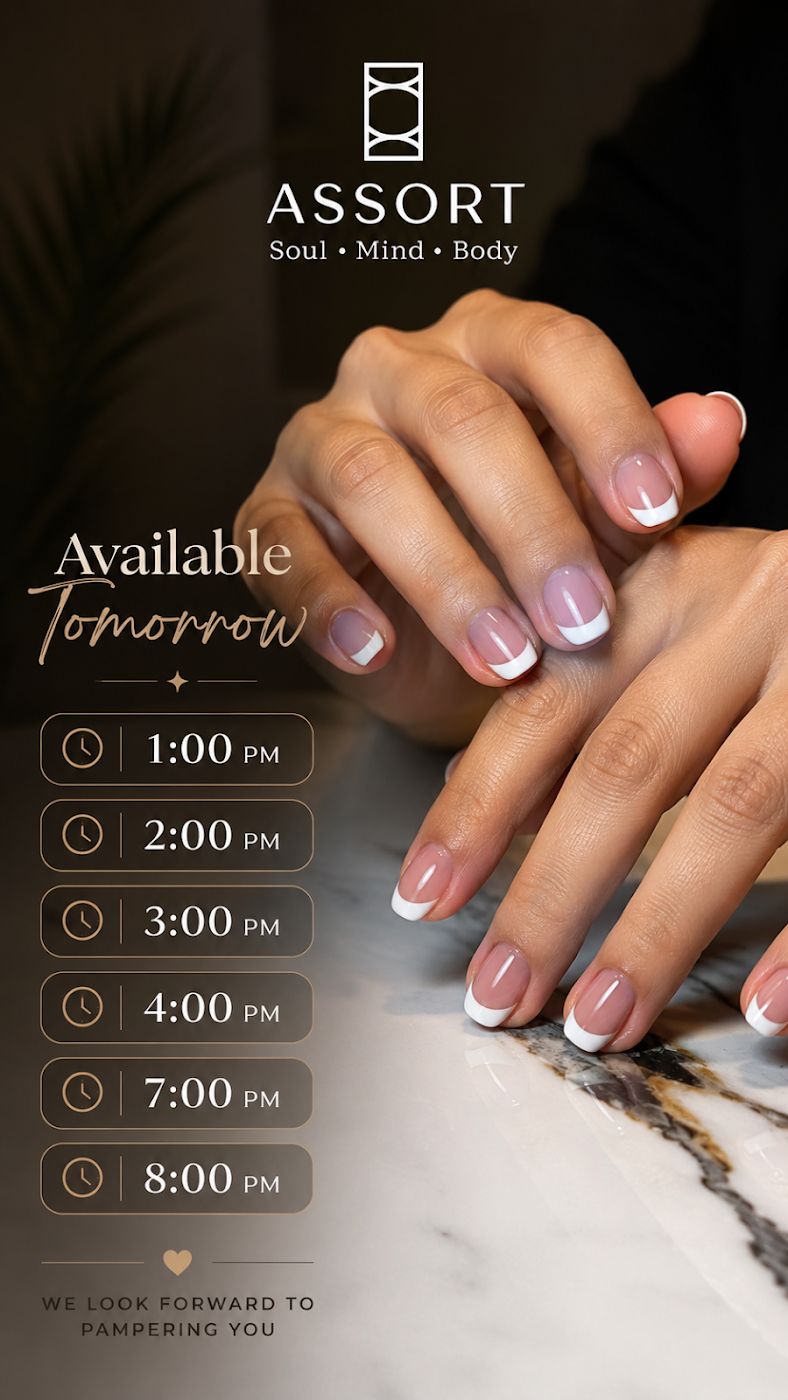 ASSORT
Soul • Mind • Body
Available
Tomorrow
1:00 PM
2:00 PM
3:00 PM
4:00 PM
7:00 PM
8:00 PM
WE LOOK FORWARD TO
PAMPERING YOU